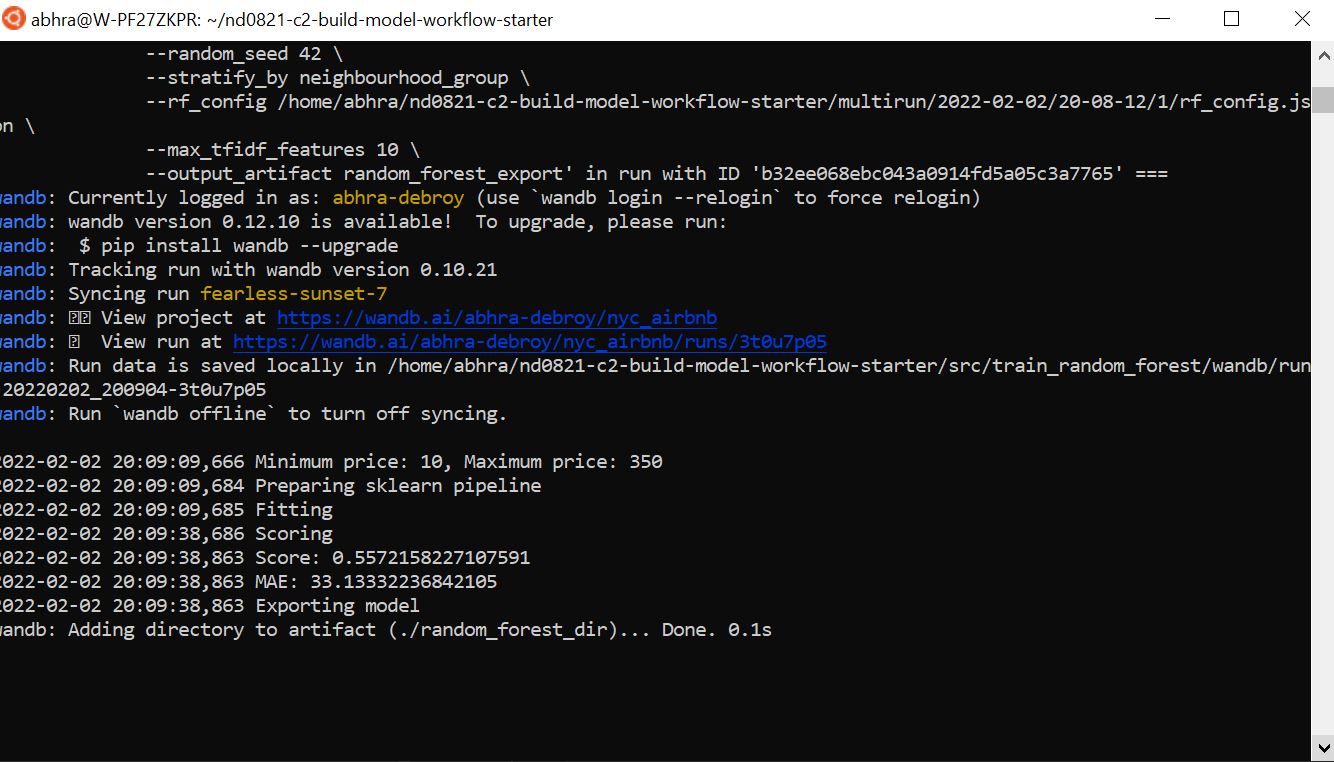 abhra@W-PF27ZKPR: ~/nd0821-c2-build-model-workflow-starter
--random_seed 42 \
--stratify_by neighbourhood_group \
--rf_config /home/abhra/nd0821-c2-build-model-workflow-starter/multirun/2022-02-02/20-08-12/1/rf_config.js
on \
--max_tfidf_features 10 \
--output_artifact random_forest_export' in run with ID 'b32ee068ebc043a0914fd5a05c3a7765' ===
wandb: Currently logged in as: abhra-debroy (use `wandb login --relogin` to force relogin)
wandb: wandb version 0.12.10 is available!  To upgrade, please run:
wandb:  $ pip install wandb --upgrade
wandb: Tracking run with wandb version 0.10.21
wandb: Syncing run fearless-sunset-7
wandb: View project at https://wandb.ai/abhra-debroy/nyc_airbnb
wandb: View run at https://wandb.ai/abhra-debroy/nyc_airbnb/runs/3t0u7p05
wandb: Run data is saved locally in /home/abhra/nd0821-c2-build-model-workflow-starter/src/train_random_forest/wandb/run
20220202_200904-3t0u7p05
wandb: Run `wandb offline` to turn off syncing.
2022-02-02 20:09:09,666 Minimum price: 10, Maximum price: 350
2022-02-02 20:09:09,684 Preparing sklearn pipeline
2022-02-02 20:09:09,685 Fitting
2022-02-02 20:09:38,686 Scoring
2022-02-02 20:09:38,863 Score: 0.5572158227107591
2022-02-02 20:09:38,863 MAE: 33.13332236842105
2022-02-02 20:09:38,863 Exporting model
wandb: Adding directory to artifact (./random_forest_dir)... Done. 0.1s